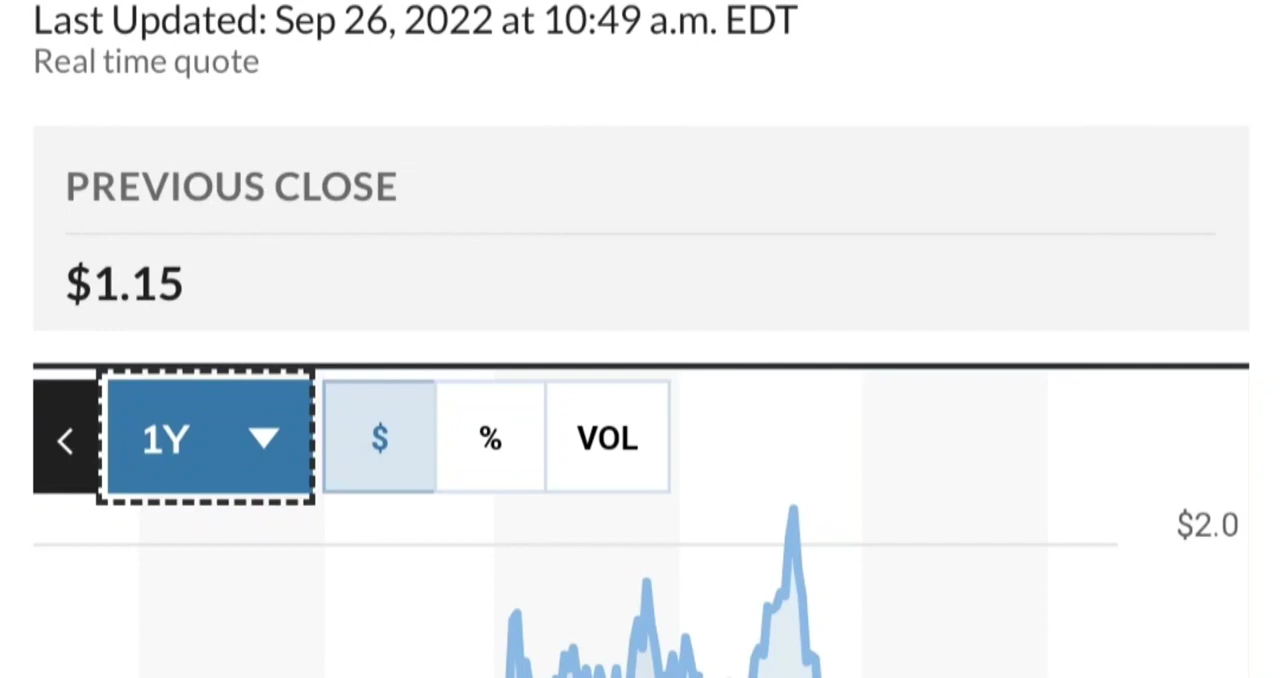 Last Updated: Sep 26, 2022 at 10:49 a.m. EDT
Real time quote
PREVIOUS CLOSE
$1.15
1Y $ % VOL
$2.0